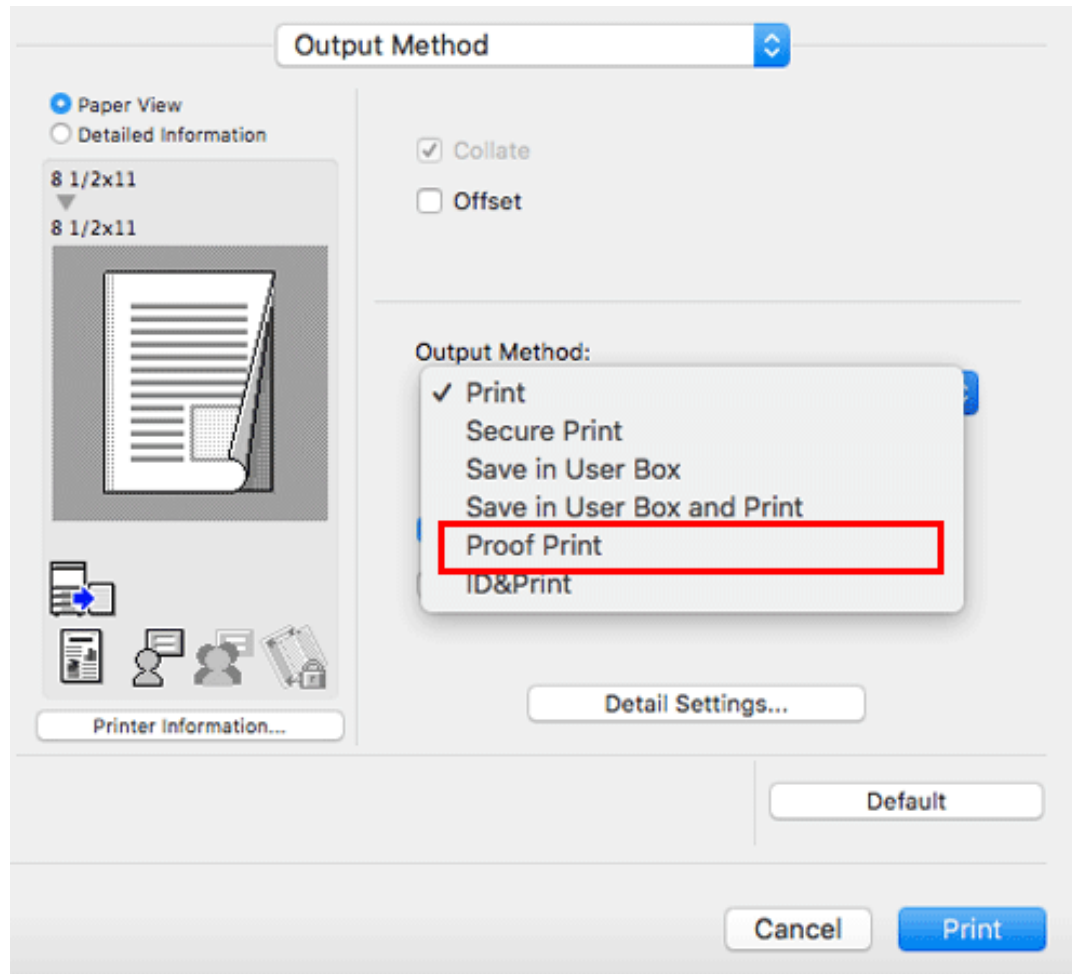 Output Method
Paper View
Detailed Information
8 1/2x11
8 1/2x11
Collate
Offset
Output Method:
Print
Secure Print
Save in User Box
Save in User Box and Print
Proof Print
ID&Print
Detail Settings...
Printer Information...
Default
Cancel
Print